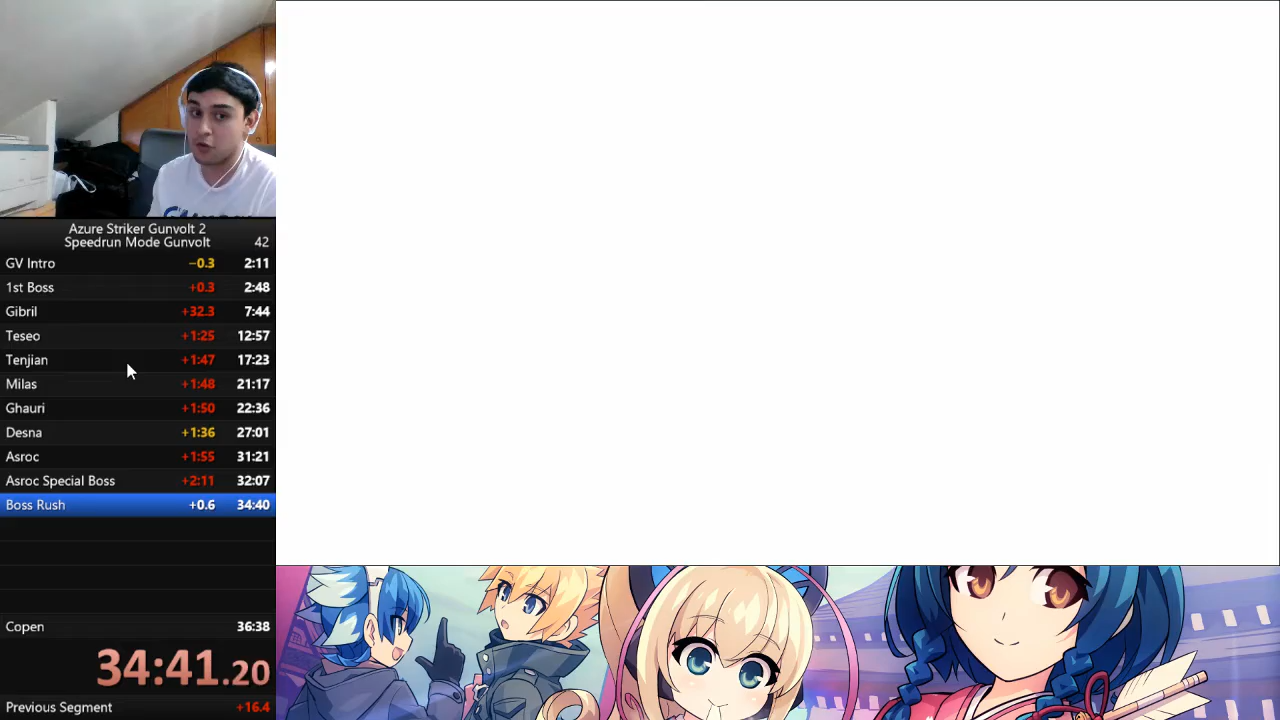 Azure Striker Gunvolt 2
Speedrun Mode Gunvolt 42
GV Intro −0.3 2:11
1st Boss +0.3 2:48
Gibril +32.3 7:44
Teseo +1:25 12:57
Tenjian +1:47 17:23
Milas +1:48 21:17
Ghauri +1:50 22:36
Desna +1:36 27:01
Asroc +1:55 31:21
Asroc Special Boss +2:11 32:07
Boss Rush +0.6 34:40
Copen 36:38
34:41.20
Previous Segment +16.4